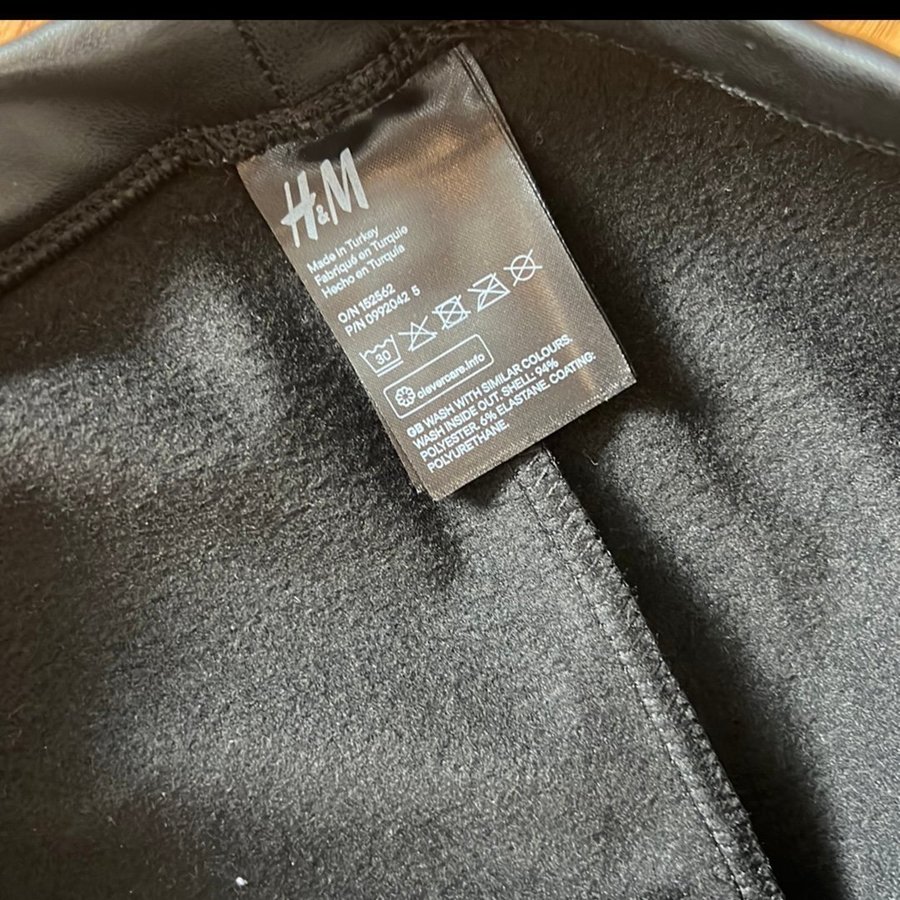 H&M
Made in Turkey
Fabriqué en Turquie
Hecho en Turquía
O/N 152562
P/N 0992042 5
30
clevercare.info
GB WASH WITH SIMILAR COLOURS.
WASH INSIDE OUT. SHELL: 94%
POLYESTER, 6% ELASTANE. COATING:
POLYURETHANE.